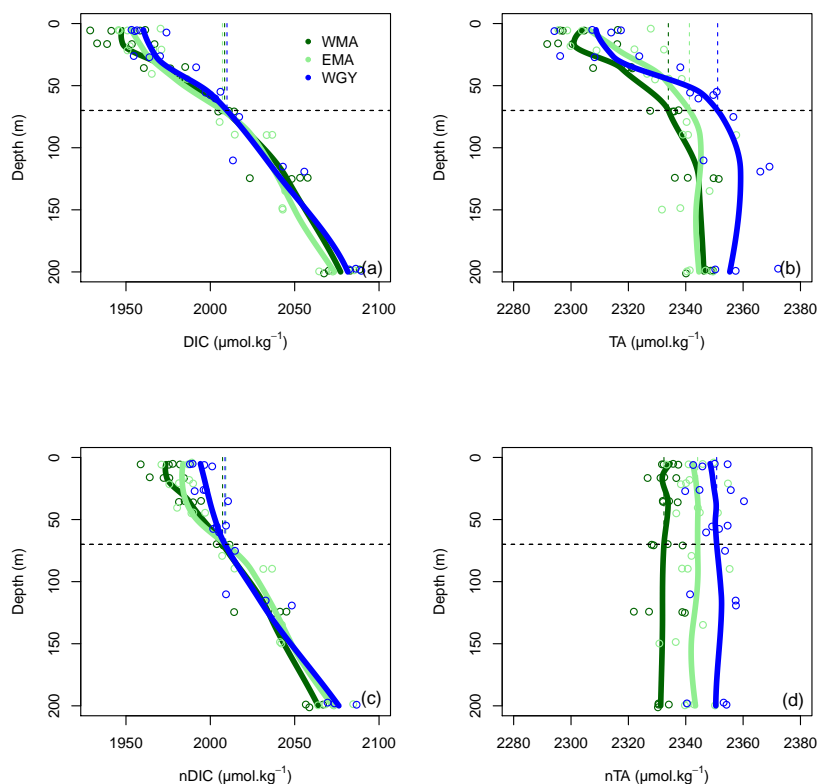 0
50
100
150
200
Depth (m)
WMA
EMA
WGY
(a)
1950 2000 2050 2100
DIC (µmol.kg⁻¹)
0
50
100
150
200
Depth (m)
(b)
2280 2300 2320 2340 2360 2380
TA (µmol.kg⁻¹)
0
50
100
150
200
Depth (m)
(c)
1950 2000 2050 2100
nDIC (µmol.kg⁻¹)
0
50
100
150
200
Depth (m)
(d)
2280 2300 2320 2340 2360 2380
nTA (µmol.kg⁻¹)